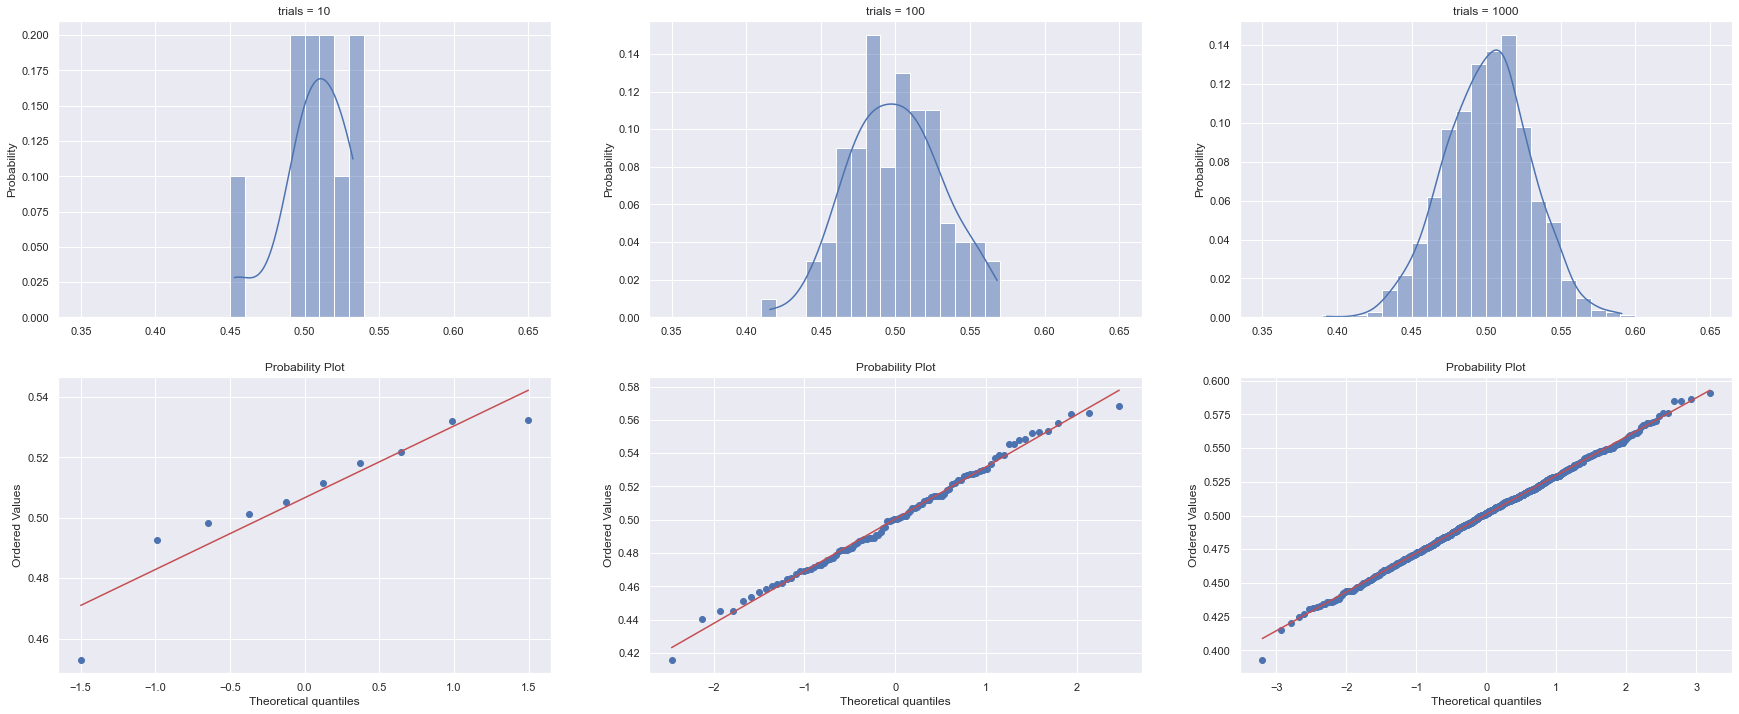 trials = 10
Probability
0.200
0.175
0.150
0.125
0.100
0.075
0.050
0.025
0.000
0.35 0.40 0.45 0.50 0.55 0.60 0.65
trials = 100
Probability
0.14
0.12
0.10
0.08
0.06
0.04
0.02
0.00
0.35 0.40 0.45 0.50 0.55 0.60 0.65
trials = 1000
Probability
0.14
0.12
0.10
0.08
0.06
0.04
0.02
0.00
0.35 0.40 0.45 0.50 0.55 0.60 0.65
Probability Plot
Ordered Values
0.54
0.52
0.50
0.48
0.46
−1.5 −1.0 −0.5 0.0 0.5 1.0 1.5
Theoretical quantiles
Probability Plot
Ordered Values
0.58
0.56
0.54
0.52
0.50
0.48
0.46
0.44
0.42
−2 −1 0 1 2
Theoretical quantiles
Probability Plot
Ordered Values
0.600
0.575
0.550
0.525
0.500
0.475
0.450
0.425
0.400
−3 −2 −1 0 1 2 3
Theoretical quantiles